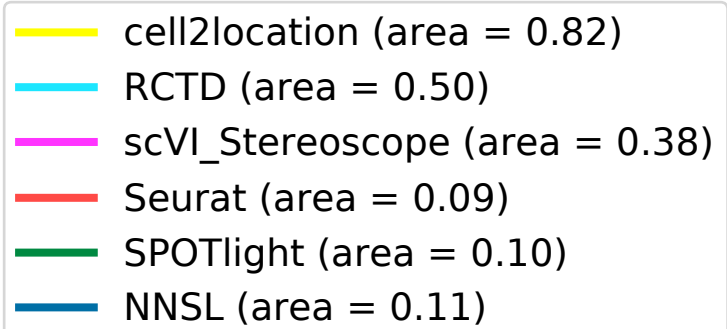 cell2location (area = 0.82)
RCTD (area = 0.50)
scVI_Stereoscope (area = 0.38)
Seurat (area = 0.09)
SPOTlight (area = 0.10)
NNSL (area = 0.11)